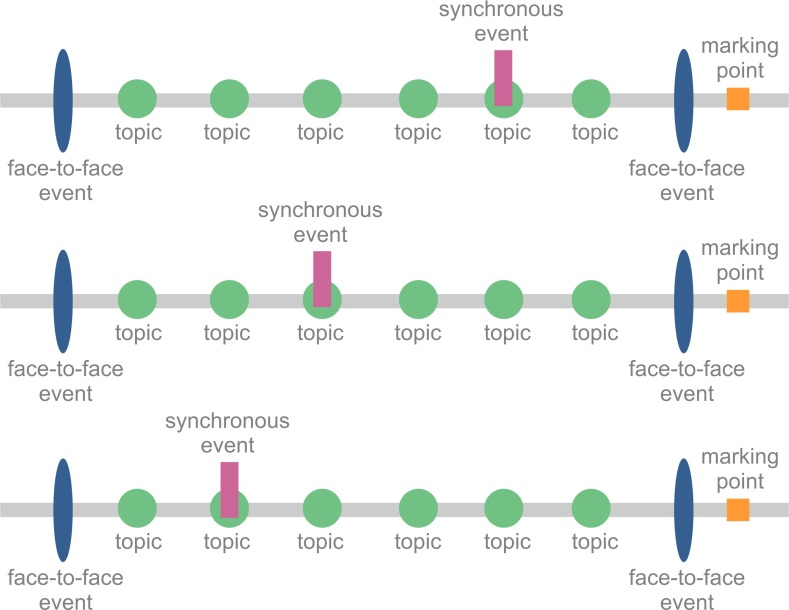 synchronous
event
marking
point
topic topic topic topic topic topic
face-to-face face-to-face
event event
synchronous
event
marking
point
topic topic topic topic topic topic
face-to-face face-to-face
event event
synchronous
event
marking
point
topic topic topic topic topic topic
face-to-face face-to-face
event event